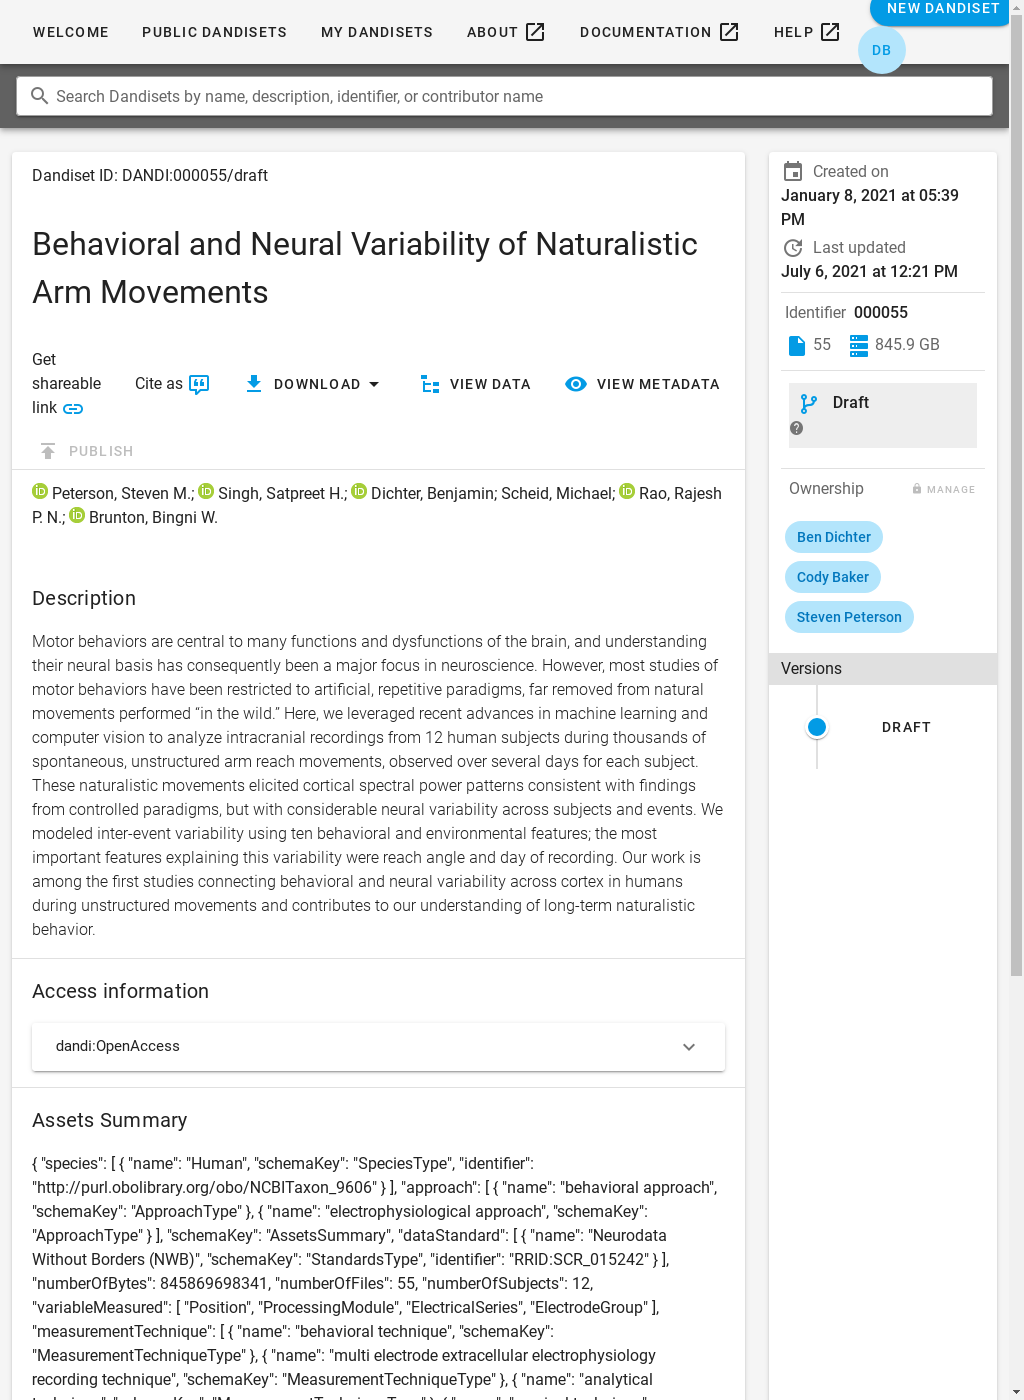 WELCOME PUBLIC DANDISETS MY DANDISETS ABOUT DOCUMENTATION HELP NEW DANDISET
DB
Search Dandisets by name, description, identifier, or contributor name
Dandiset ID: DANDI:000055/draft
Behavioral and Neural Variability of Naturalistic
Arm Movements
Get
shareable
link
Cite as
DOWNLOAD
VIEW DATA
VIEW METADATA
PUBLISH
Peterson, Steven M.; Singh, Satpreet H.; Dichter, Benjamin; Scheid, Michael; Rao, Rajesh
P. N.; Brunton, Bingni W.
Description
Motor behaviors are central to many functions and dysfunctions of the brain, and understanding
their neural basis has consequently been a major focus in neuroscience. However, most studies of
motor behaviors have been restricted to artificial, repetitive paradigms, far removed from natural
movements performed “in the wild.” Here, we leveraged recent advances in machine learning and
computer vision to analyze intracranial recordings from 12 human subjects during thousands of
spontaneous, unstructured arm reach movements, observed over several days for each subject.
These naturalistic movements elicited cortical spectral power patterns consistent with findings
from controlled paradigms, but with considerable neural variability across subjects and events. We
modeled inter-event variability using ten behavioral and environmental features; the most
important features explaining this variability were reach angle and day of recording. Our work is
among the first studies connecting behavioral and neural variability across cortex in humans
during unstructured movements and contributes to our understanding of long-term naturalistic
behavior.
Access information
dandi:OpenAccess
Assets Summary
{ "species": [ { "name": "Human", "schemaKey": "SpeciesType", "identifier":
"http://purl.obolibrary.org/obo/NCBITaxon_9606" } ], "approach": [ { "name": "behavioral approach",
"schemaKey": "ApproachType" }, { "name": "electrophysiological approach", "schemaKey":
"ApproachType" } ], "schemaKey": "AssetsSummary", "dataStandard": [ { "name": "Neurodata
Without Borders (NWB)", "schemaKey": "StandardsType", "identifier": "RRID:SCR_015242" } ],
"numberOfBytes": 845869698341, "numberOfFiles": 55, "numberOfSubjects": 12,
"variableMeasured": [ "Position", "ProcessingModule", "ElectricalSeries", "ElectrodeGroup" ],
"measurementTechnique": [ { "name": "behavioral technique", "schemaKey":
"MeasurementTechniqueType" }, { "name": "multi electrode extracellular electrophysiology
recording technique", "schemaKey": "MeasurementTechniqueType" }, { "name": "analytical
Created on
January 8, 2021 at 05:39
PM
Last updated
July 6, 2021 at 12:21 PM
Identifier 000055
55 845.9 GB
Draft
Ownership MANAGE
Ben Dichter
Cody Baker
Steven Peterson
Versions
DRAFT